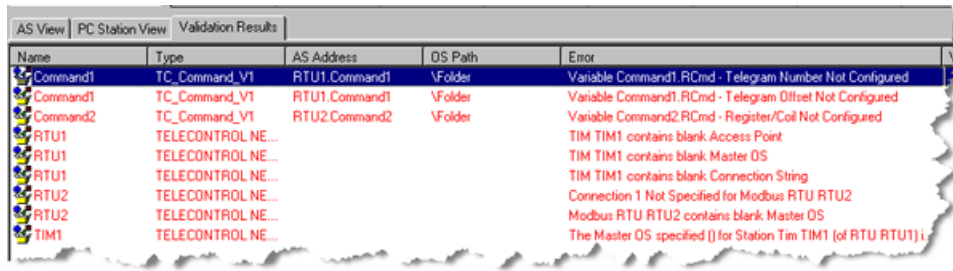 AS View PC Station View Validation Results
Name Type AS Address OS Path Error
Command1 TC_Command_V1 RTU1.Command1 \Folder Variable Command1.RCmd - Telegram Number Not Configured
Command1 TC_Command_V1 RTU1.Command1 \Folder Variable Command1.RCmd - Telegram Offset Not Configured
Command2 TC_Command_V1 RTU2.Command2 \Folder Variable Command2.RCmd - Register/Coil Not Configured
RTU1 TELECONTROL NE... TIM TIM1 contains blank Access Point
RTU1 TELECONTROL NE... TIM TIM1 contains blank Master OS
RTU1 TELECONTROL NE... TIM TIM1 contains blank Connection String
RTU2 TELECONTROL NE... Connection 1 Not Specified for Modbus RTU RTU2
RTU2 TELECONTROL NE... Modbus RTU RTU2 contains blank Master OS
TIM1 TELECONTROL NE... The Master OS specified () for Station Tim TIM1 (of RTU RTU1) i